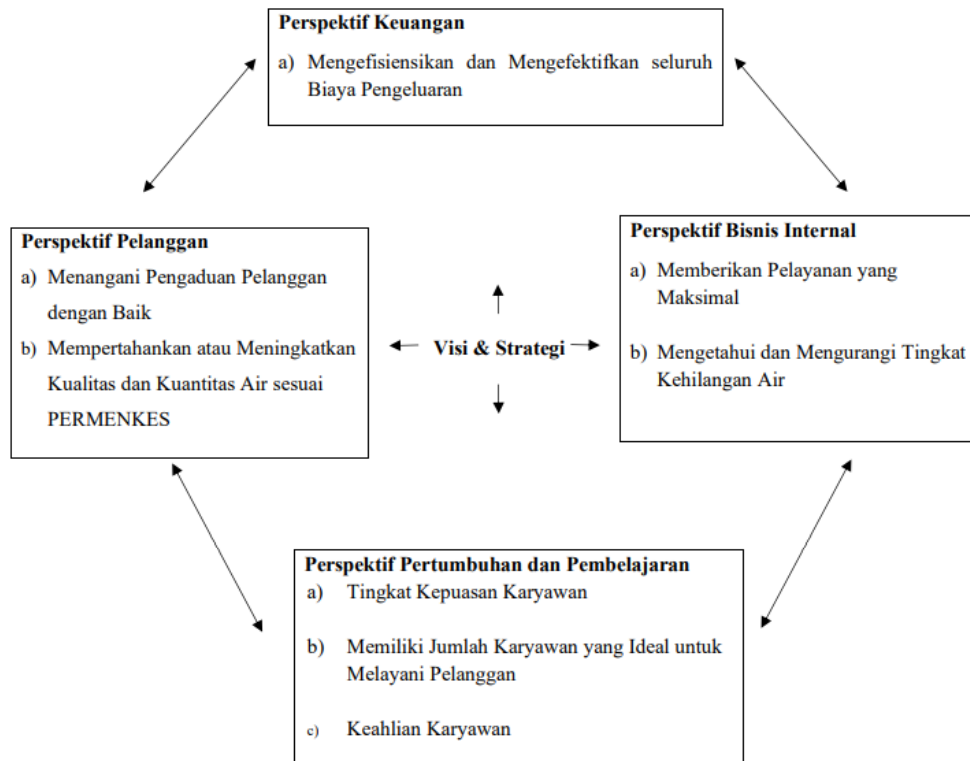 Perspektif Keuangan
a) Mengefisiensikan dan Mengefektifkan seluruh
Biaya Pengeluaran
Perspektif Pelanggan
a) Menangani Pengaduan Pelanggan
dengan Baik
b) Mempertahankan atau Meningkatkan
Kualitas dan Kuantitas Air sesuai
PERMENKES
Visi & Strategi
Perspektif Bisnis Internal
a) Memberikan Pelayanan yang
Maksimal
b) Mengetahui dan Mengurangi Tingkat
Kehilangan Air
Perspektif Pertumbuhan dan Pembelajaran
a) Tingkat Kepuasan Karyawan
b) Memiliki Jumlah Karyawan yang Ideal untuk
Melayani Pelanggan
c) Keahlian Karyawan